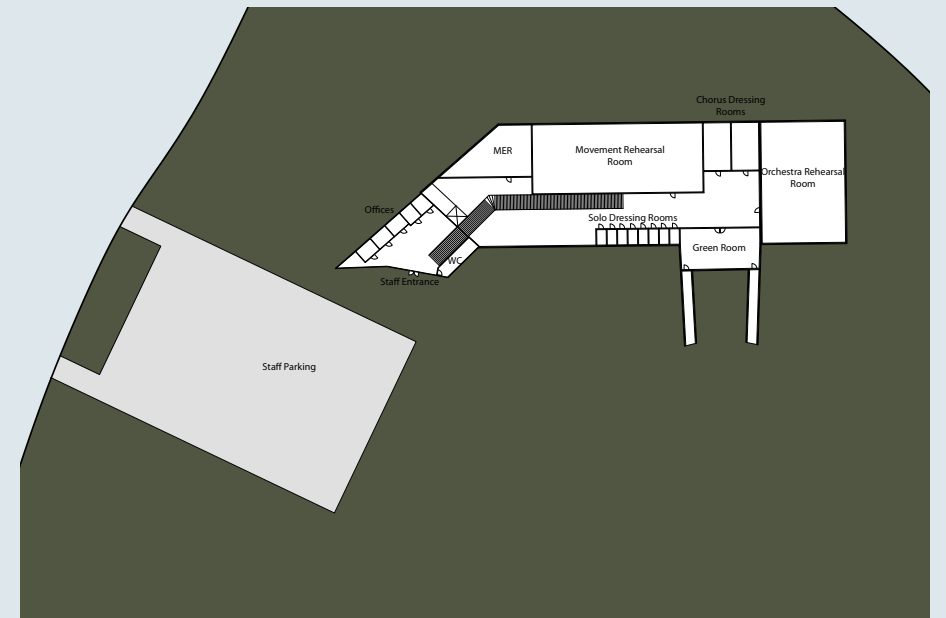 Chorus Dressing
Rooms
MER
Movement Rehearsal
Room
Orchestra Rehearsal
Room
Offices
Solo Dressing Rooms
Green Room
WC
Staff Entrance
Staff Parking